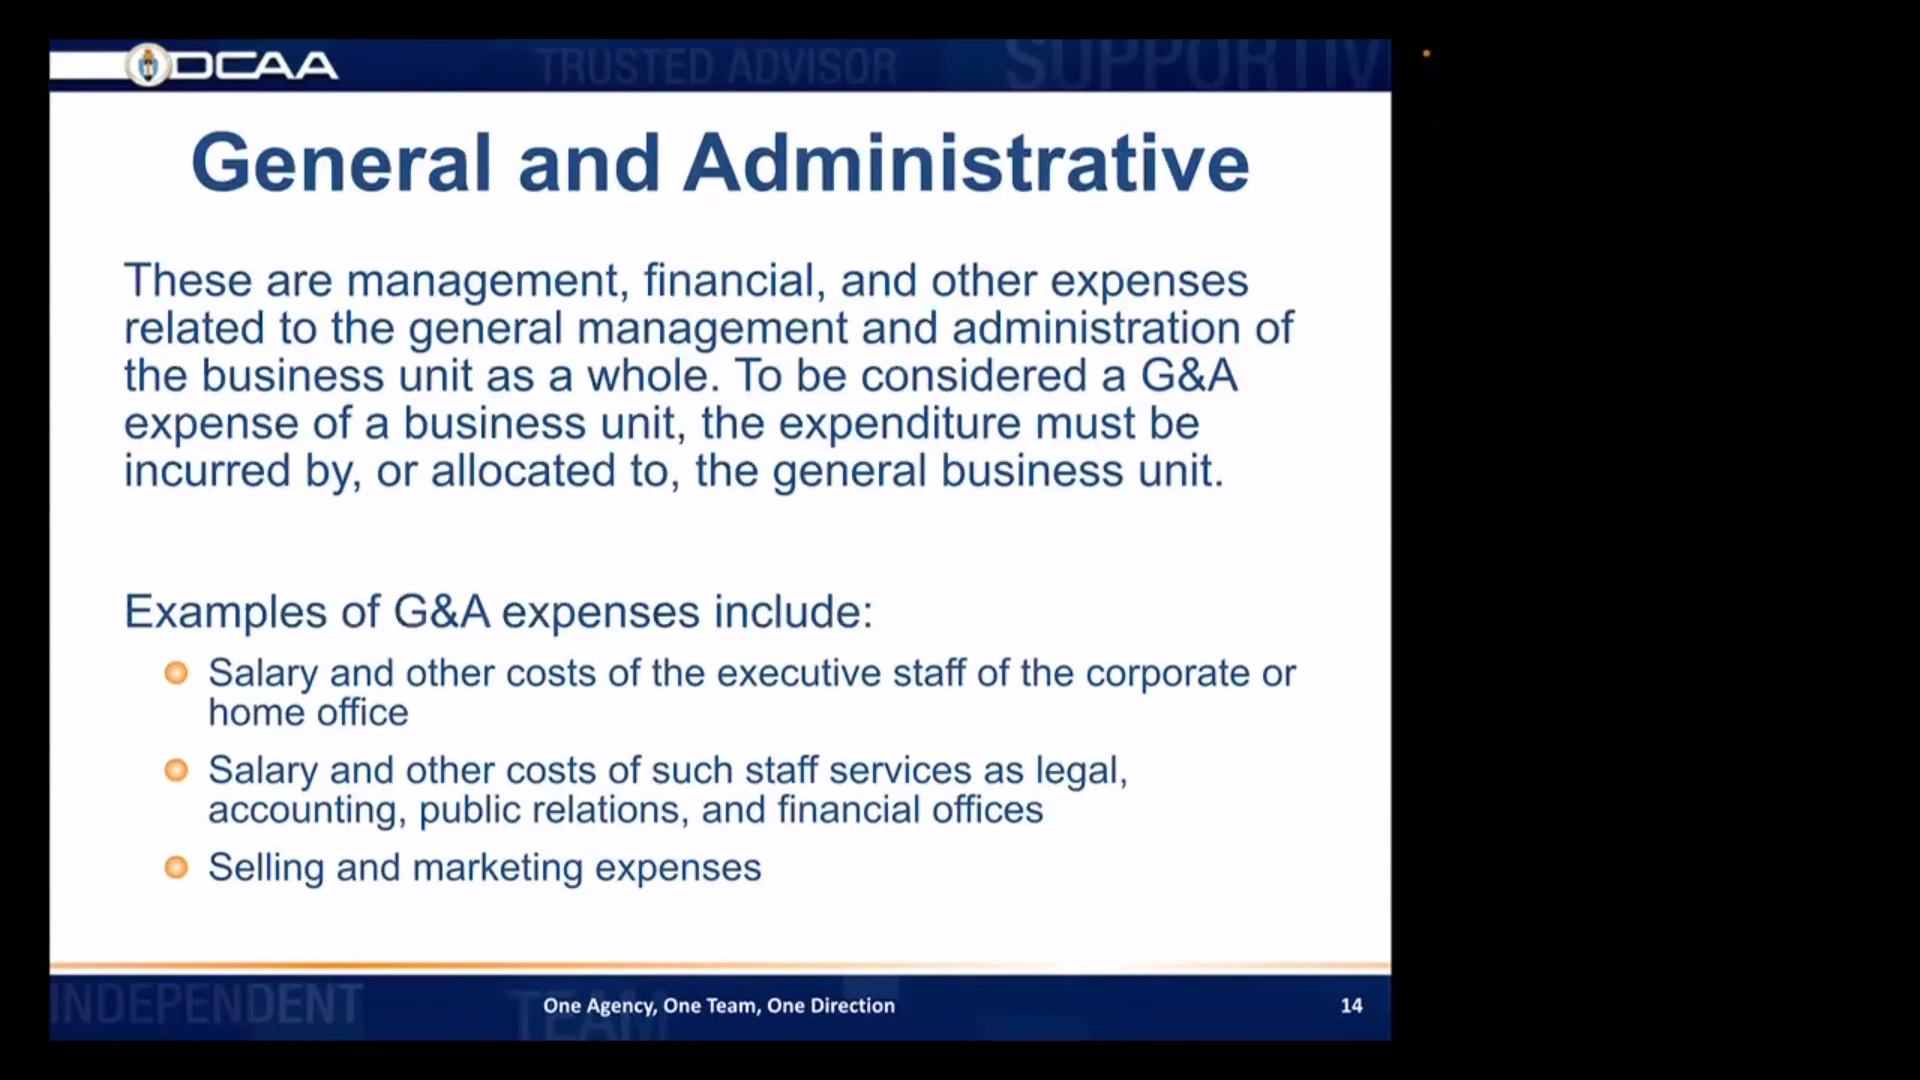 DCAA
TRUSTED ADVISOR
SUPPORTIV
General and Administrative
These are management, financial, and other expenses
related to the general management and administration of
the business unit as a whole. To be considered a G&A
expense of a business unit, the expenditure must be
incurred by, or allocated to, the general business unit.
Examples of G&A expenses include:
Salary and other costs of the executive staff of the corporate or
home office
Salary and other costs of such staff services as legal,
accounting, public relations, and financial offices
Selling and marketing expenses
INDEPENDENT
TEAM
One Agency, One Team, One Direction
14